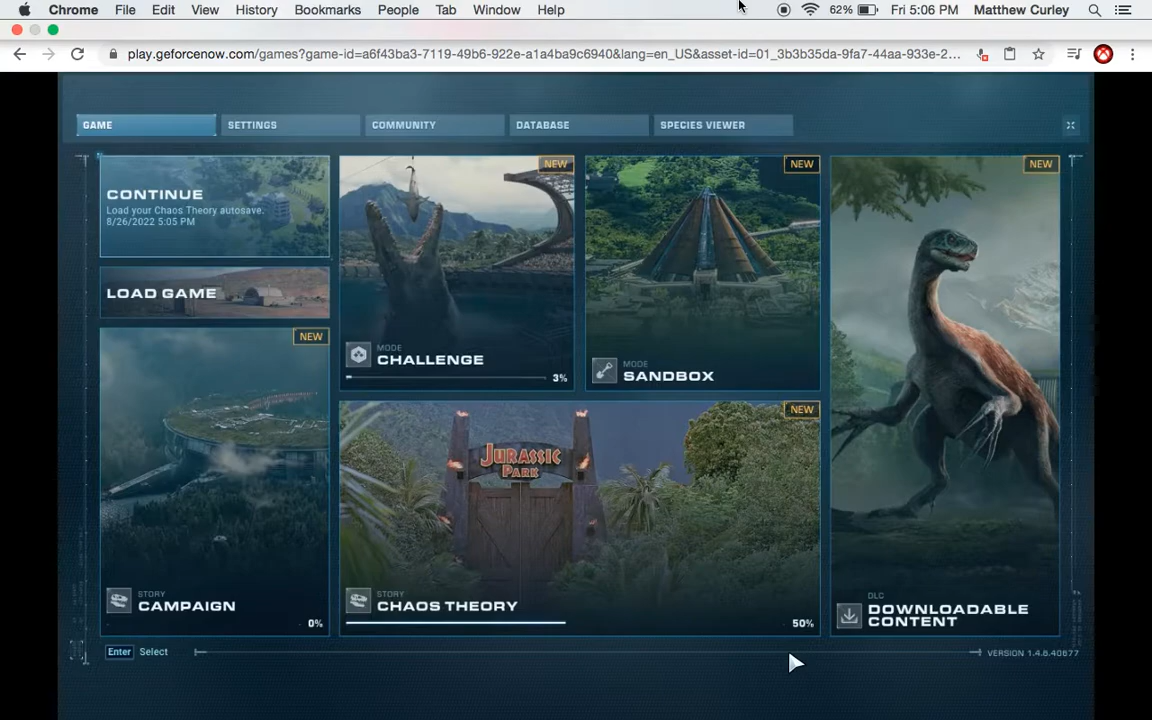 Chrome File Edit View History Bookmarks People Tab Window Help 62% Fri 5:06 PM Matthew Curley
play.geforcenow.com/games?game-id=a6f43ba3-7119-49b6-922e-a1a4ba9c6940&lang=en_US&asset-id=01_3b3b35da-9fa7-44aa-933e-2...
GAME SETTINGS COMMUNITY DATABASE SPECIES VIEWER
CONTINUE
Load your Chaos Theory autosave.
8/26/2022 5:05 PM
LOAD GAME
NEW
STORY
CAMPAIGN
0%
NEW
MODE
CHALLENGE
3%
NEW
MODE
SANDBOX
NEW
JURASSIC
PARK
STORY
CHAOS THEORY
50%
NEW
DLC
DOWNLOADABLE
CONTENT
Enter Select
VERSION 1.4.8.40677